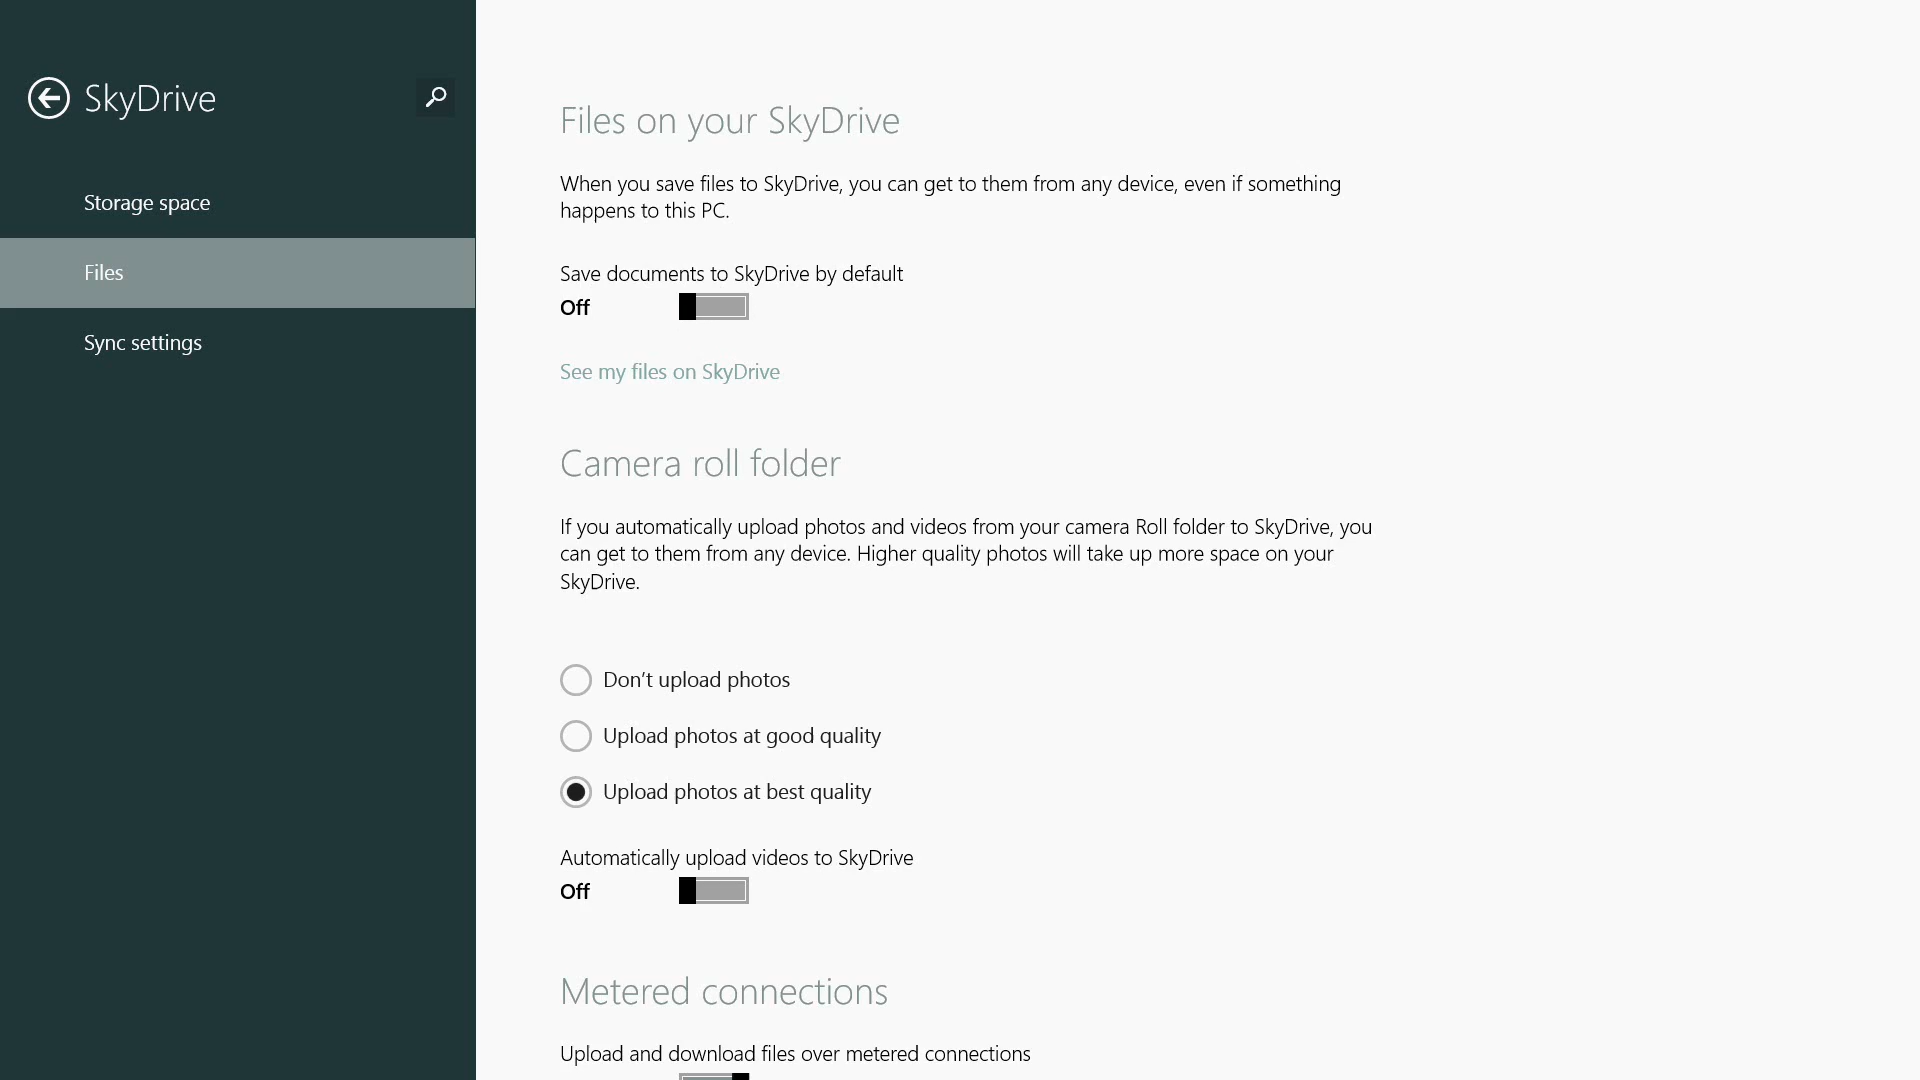 SkyDrive
Storage space
Files
Sync settings
Files on your SkyDrive
When you save files to SkyDrive, you can get to them from any device, even if something
happens to this PC.
Save documents to SkyDrive by default
Off
See my files on SkyDrive
Camera roll folder
If you automatically upload photos and videos from your camera Roll folder to SkyDrive, you
can get to them from any device. Higher quality photos will take up more space on your
SkyDrive.
Don’t upload photos
Upload photos at good quality
Upload photos at best quality
Automatically upload videos to SkyDrive
Off
Metered connections
Upload and download files over metered connections